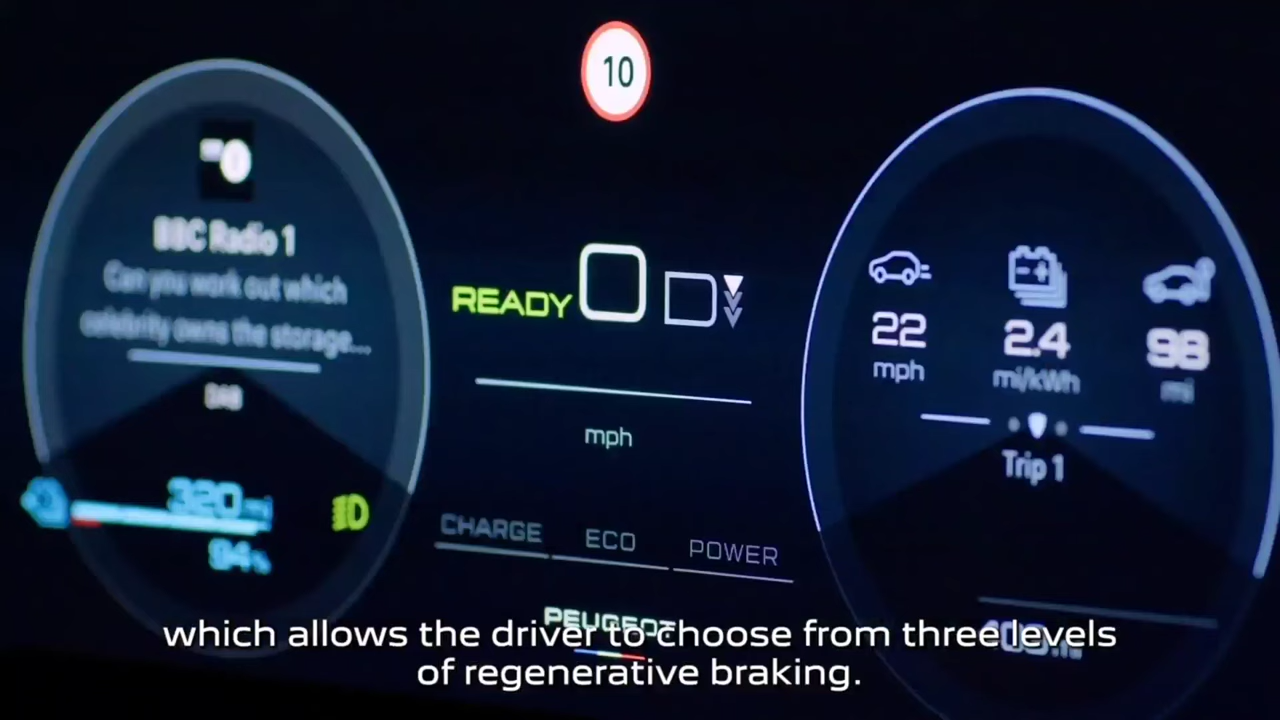 10
BBC Radio 1
Can you work out which
celebrity owns the storage...
DAB
320 mi
94%
READY
0
D
mph
CHARGE
ECO
POWER
PEUGEOT
22
mph
2.4
mi/kWh
98
mi
Trip 1
which allows the driver to choose from three levels
of regenerative braking.